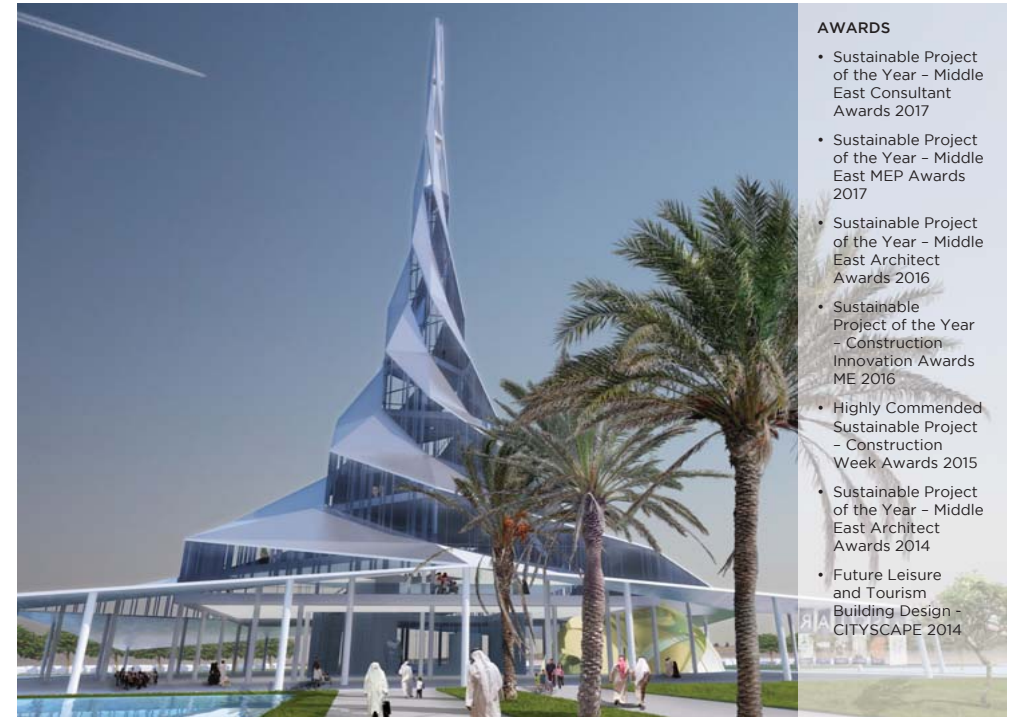 AWARDS
• Sustainable Project
of the Year – Middle
East Consultant
Awards 2017
• Sustainable Project
of the Year – Middle
East MEP Awards
2017
• Sustainable Project
of the Year – Middle
East Architect
Awards 2016
• Sustainable
Project of the Year
– Construction
Innovation Awards
ME 2016
• Highly Commended
Sustainable Project
– Construction
Week Awards 2015
• Sustainable Project
of the Year – Middle
East Architect
Awards 2014
• Future Leisure
and Tourism
Building Design -
CITYSCAPE 2014